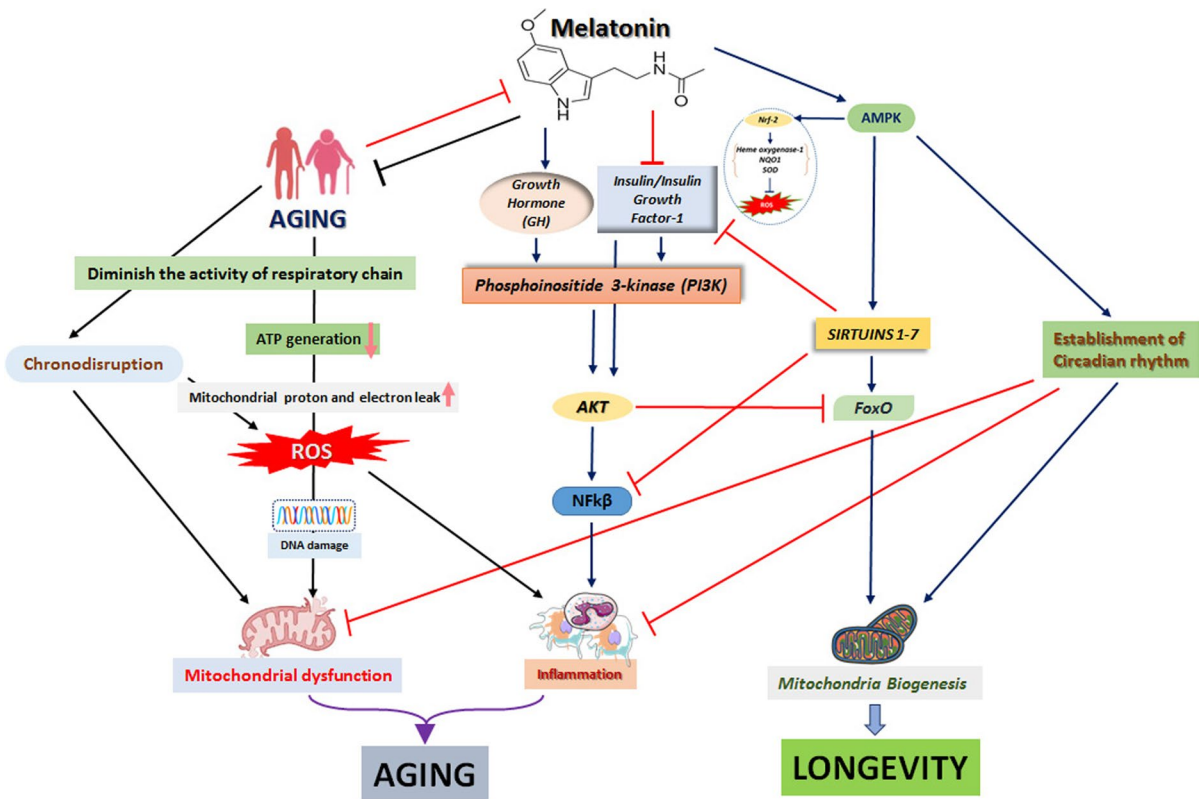 Melatonin
O
N
H
H
N
O
AMPK
Nrf-2
Heme oxygenase-1
NQO1
SOD
ROS
AGING
Growth
Hormone
(GH)
Insulin/Insulin
Growth
Factor-1
Diminish the activity of respiratory chain
Phosphoinositide 3-kinase (PI3K)
ATP generation
SIRTUINS 1-7
Establishment of
Circadian rhythm
Chronodisruption
Mitochondrial proton and electron leak
AKT
FoxO
ROS
NFkβ
DNA damage
Mitochondrial dysfunction
Inflammation
Mitochondria Biogenesis
AGING
LONGEVITY